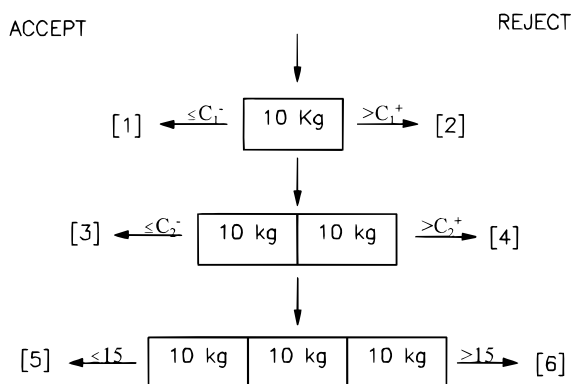 ACCEPT REJECT
[1] ≤C₁⁻ 10 Kg >C₁⁺ [2]
[3] ≤C₂⁻ 10 kg 10 kg >C₂⁺ [4]
[5] <15 10 kg 10 kg 10 kg >15 [6]